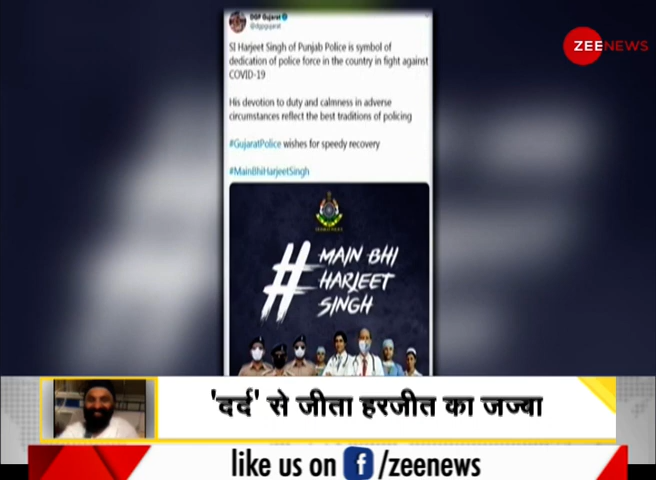 DGP Gujarat
@dgpgujarat
ZEE NEWS
SI Harjeet Singh of Punjab Police is symbol of
dedication of police force in the country in fight against
COVID-19
His devotion to duty and calmness in adverse
circumstances reflect the best traditions of policing
#GujaratPolice wishes for speedy recovery
#MainBhiHarjeetSingh
# MAIN BHI
HARJEET
SINGH
'दर्द' से जीता हरजीत का जज्बा
like us on f/zeenews